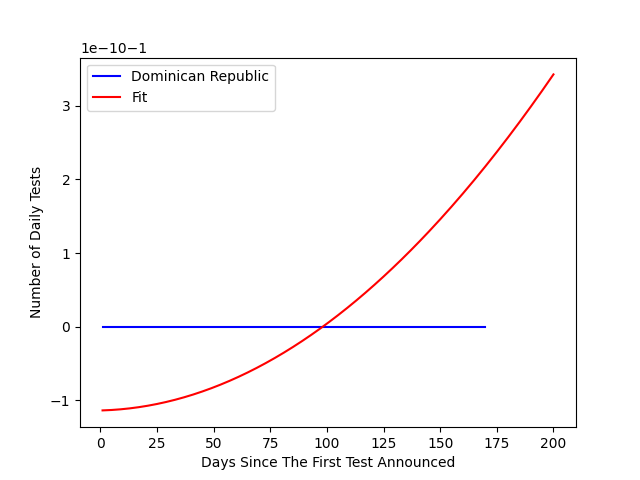 1e−10−1
Dominican Republic
Fit
3
2
1
0
−1
Number of Daily Tests
0 25 50 75 100 125 150 175 200
Days Since The First Test Announced